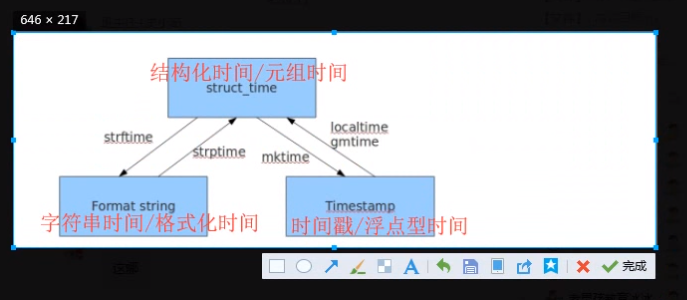 646 × 217
结构化时间/元组时间
struct_time
strftime
strptime
mktime
localtime
gmtime
Format string
字符串时间/格式化时间
Timestamp
时间戳/浮点型时间
A
完成